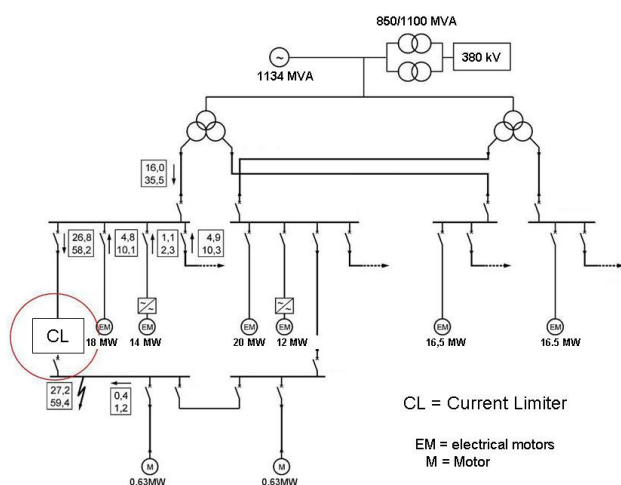 850/1100 MVA
~
380 kV
1134 MVA
16,0
35,5
26,8
58,2
4,8
10,1
1,1
2,3
4,9
10,3
~
~
~
~
CL
EM
18 MW
EM
14 MW
EM
20 MW
EM
12 MW
EM
16,5 MW
EM
16.5 MW
27,2
59,4
0,4
1,2
CL = Current Limiter
EM = electrical motors
M = Motor
M
0.63MW
M
0.63MW